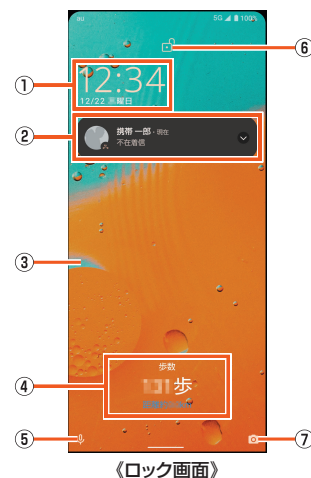 au
5G 100%
⑥
①
12:34
12/22 木曜日
②
携帯 一郎・現在
不在着信
③
歩数
④
歩
⑤
⑦
《ロック画面》